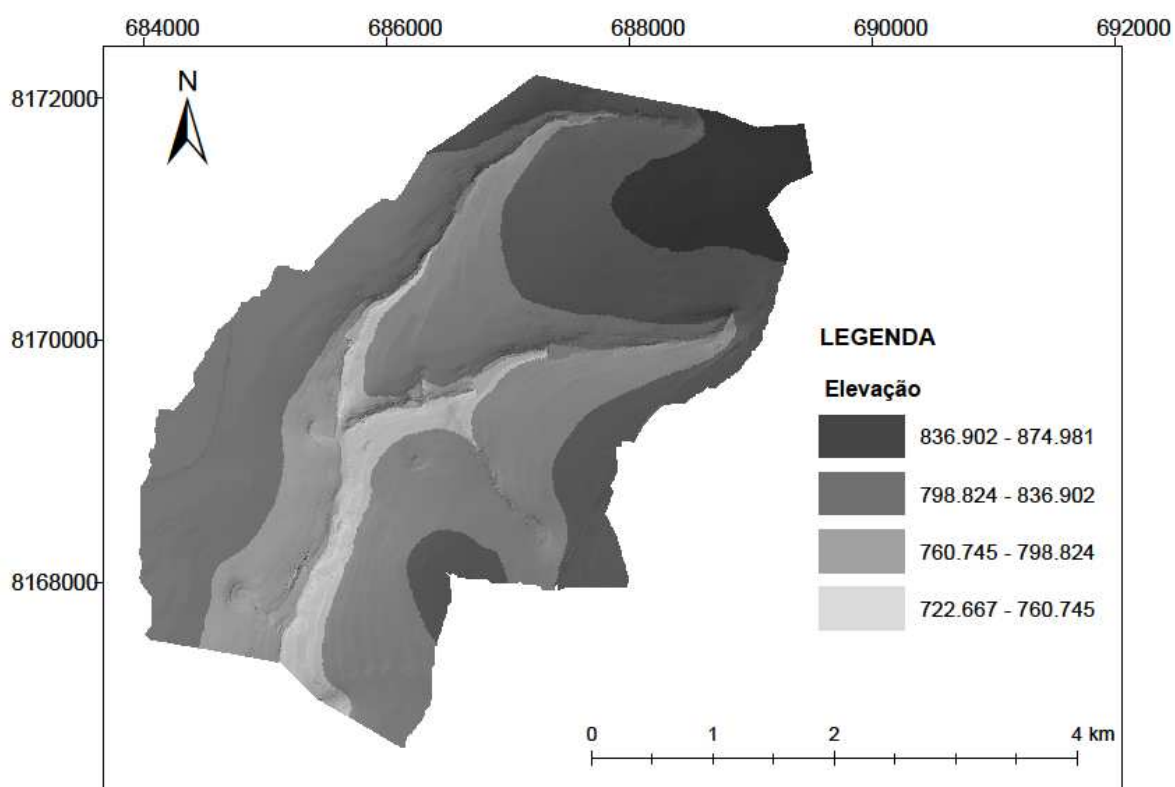 684000 686000 688000 690000 692000
8172000
N
8170000
8168000
LEGENDA
Elevação
836.902 - 874.981
798.824 - 836.902
760.745 - 798.824
722.667 - 760.745
0 1 2 4 km